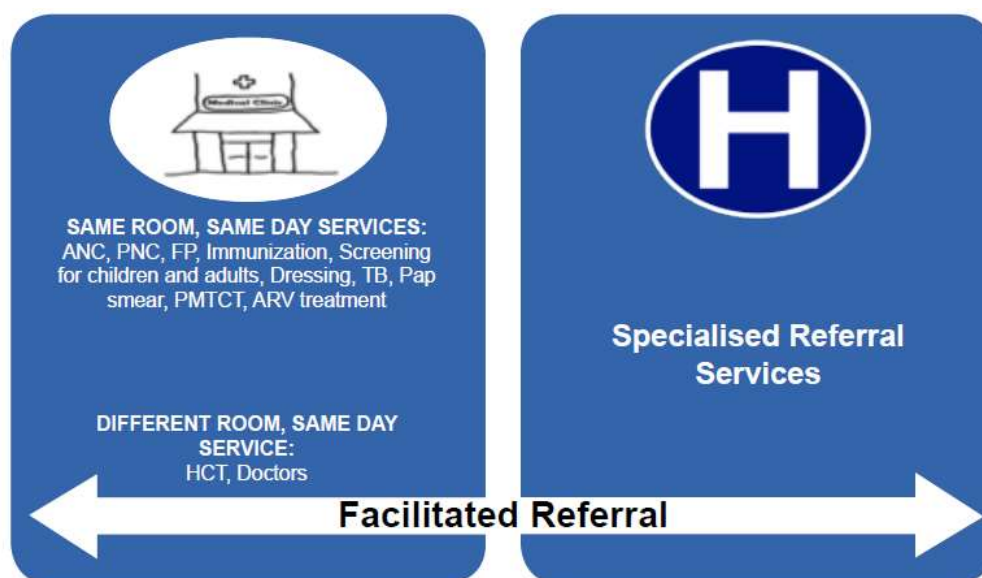 Medical Clinic
SAME ROOM, SAME DAY SERVICES:
ANC, PNC, FP, Immunization, Screening
for children and adults, Dressing, TB, Pap
smear, PMTCT, ARV treatment
DIFFERENT ROOM, SAME DAY
SERVICE:
HCT, Doctors
H
Specialised Referral
Services
Facilitated Referral